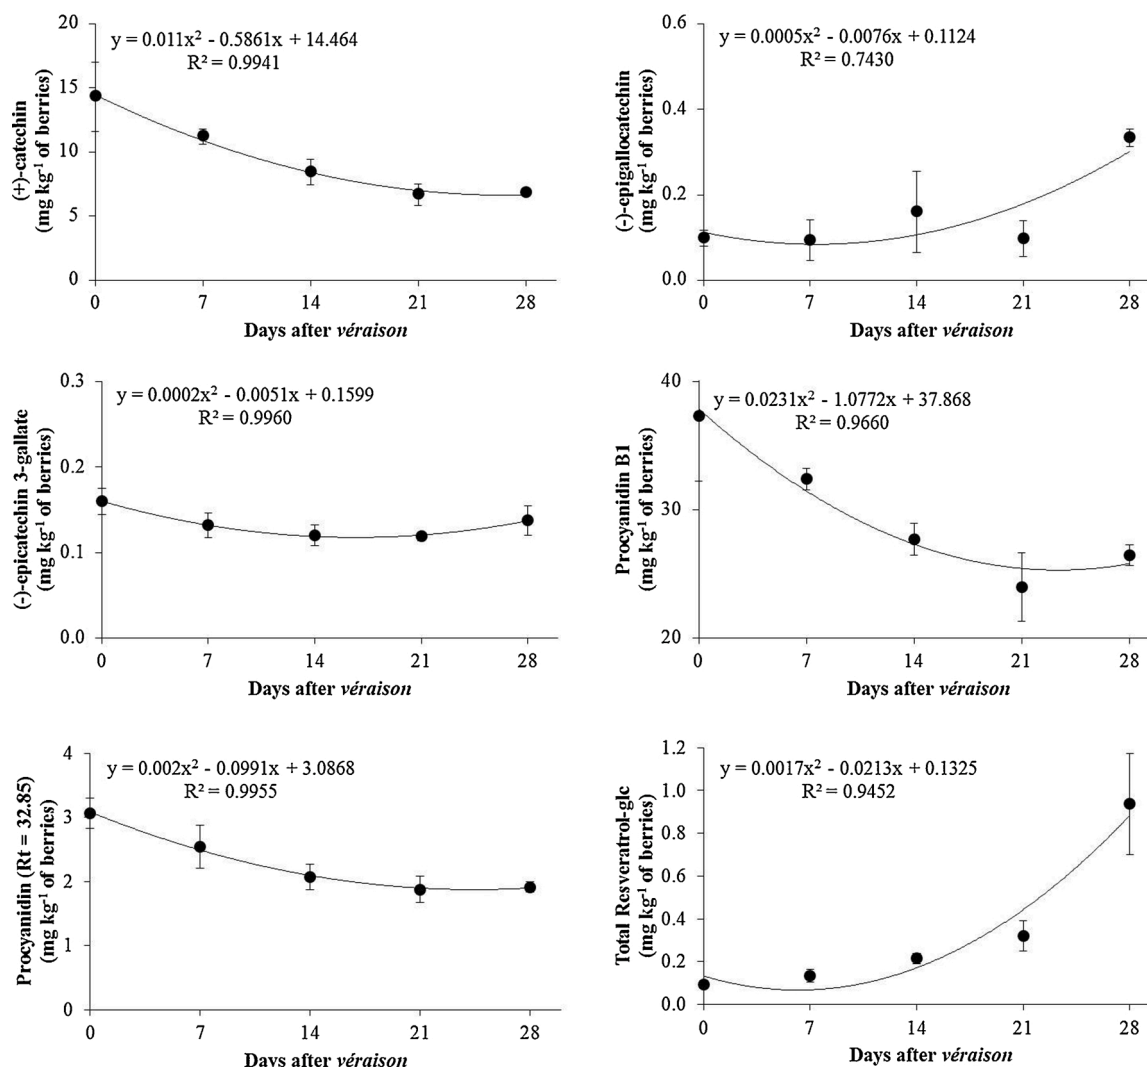 y = 0.011x² - 0.5861x + 14.464
R² = 0.9941
(+)-catechin
(mg kg⁻¹ of berries)
20
15
10
5
0
0 7 14 21 28
Days after véraison
y = 0.0005x² - 0.0076x + 0.1124
R² = 0.7430
(-)-epigallocatechin
(mg kg⁻¹ of berries)
0.6
0.4
0.2
0.0
0 7 14 21 28
Days after véraison
y = 0.0002x² - 0.0051x + 0.1599
R² = 0.9960
(-)-epicatechin 3-gallate
(mg kg⁻¹ of berries)
0.3
0.2
0.1
0.0
0 7 14 21 28
Days after véraison
y = 0.0231x² - 1.0772x + 37.868
R² = 0.9660
Procyanidin B1
(mg kg⁻¹ of berries)
40
30
20
0 7 14 21 28
Days after véraison
y = 0.002x² - 0.0991x + 3.0868
R² = 0.9955
Procyanidin (Rt = 32.85)
(mg kg⁻¹ of berries)
4
3
2
1
0
0 7 14 21 28
Days after véraison
y = 0.0017x² - 0.0213x + 0.1325
R² = 0.9452
Total Resveratrol-glc
(mg kg⁻¹ of berries)
1.2
1.0
0.8
0.6
0.4
0.2
0.0
0 7 14 21 28
Days after véraison